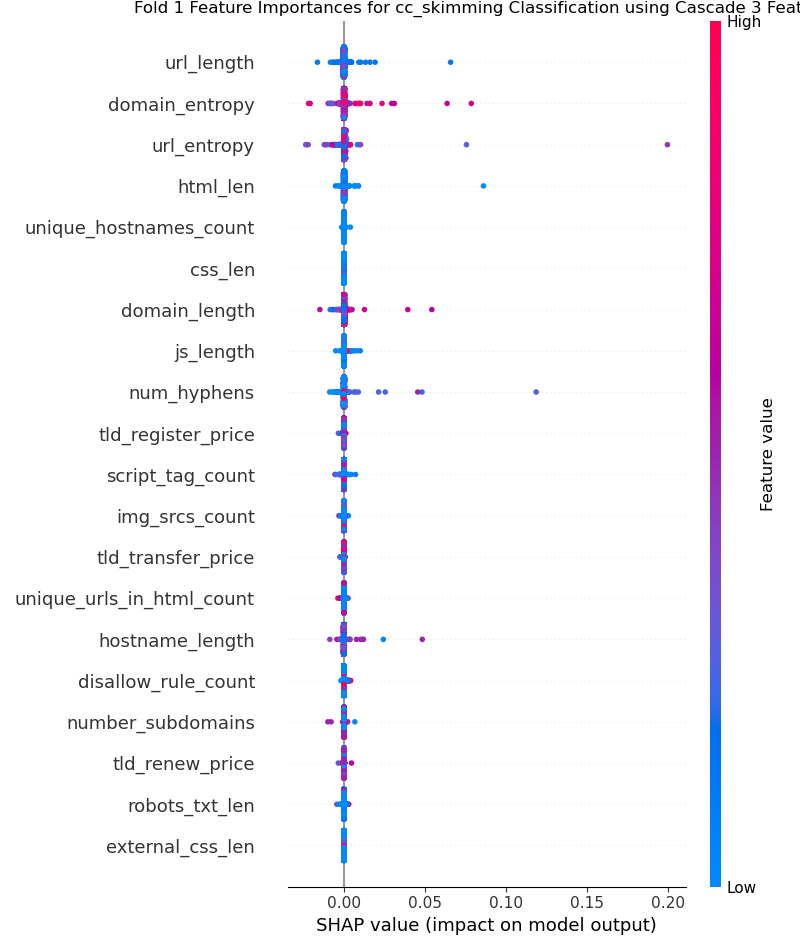 Fold 1 Feature Importances for cc_skimming Classification using Cascade 3 Feat
High
url_length
domain_entropy
url_entropy
html_len
unique_hostnames_count
css_len
domain_length
js_length
num_hyphens
tld_register_price
script_tag_count
img_srcs_count
tld_transfer_price
unique_urls_in_html_count
hostname_length
disallow_rule_count
number_subdomains
tld_renew_price
robots_txt_len
external_css_len
Feature value
Low
0.00 0.05 0.10 0.15 0.20
SHAP value (impact on model output)